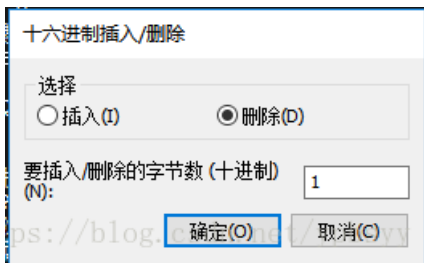 十六进制插入/删除
选择
插入(I) 删除(D)
要插入/删除的字节数 (十进制)
(N):
1
确定(O) 取消(C)